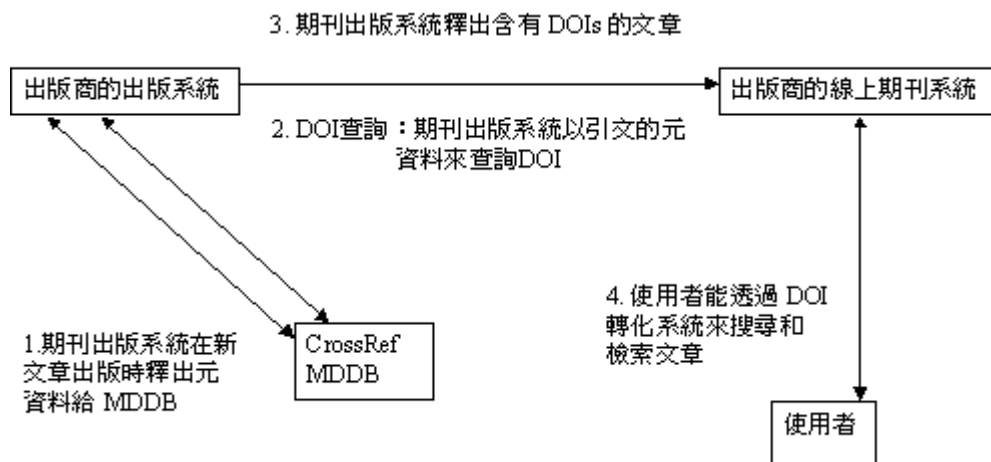 3. 期刊出版系統釋出含有 DOIs 的文章
出版商的出版系統
出版商的線上期刊系統
2. DOI查詢：期刊出版系統以引文的元
資料來查詢DOI
1.期刊出版系統在新
文章出版時釋出元
資料給 MDDB
CrossRef
MDDB
4. 使用者能透過 DOI
轉化系統來搜尋和
檢索文章
使用者